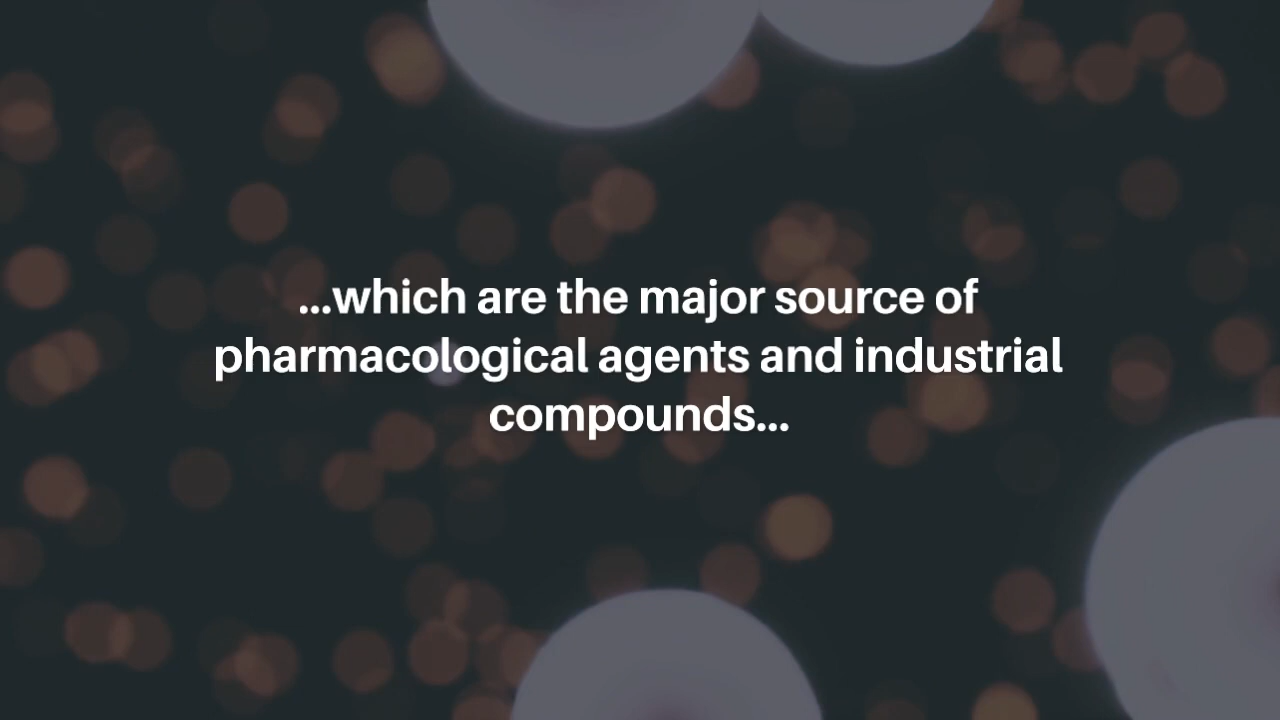 ...which are the major source of
pharmacological agents and industrial
compounds...